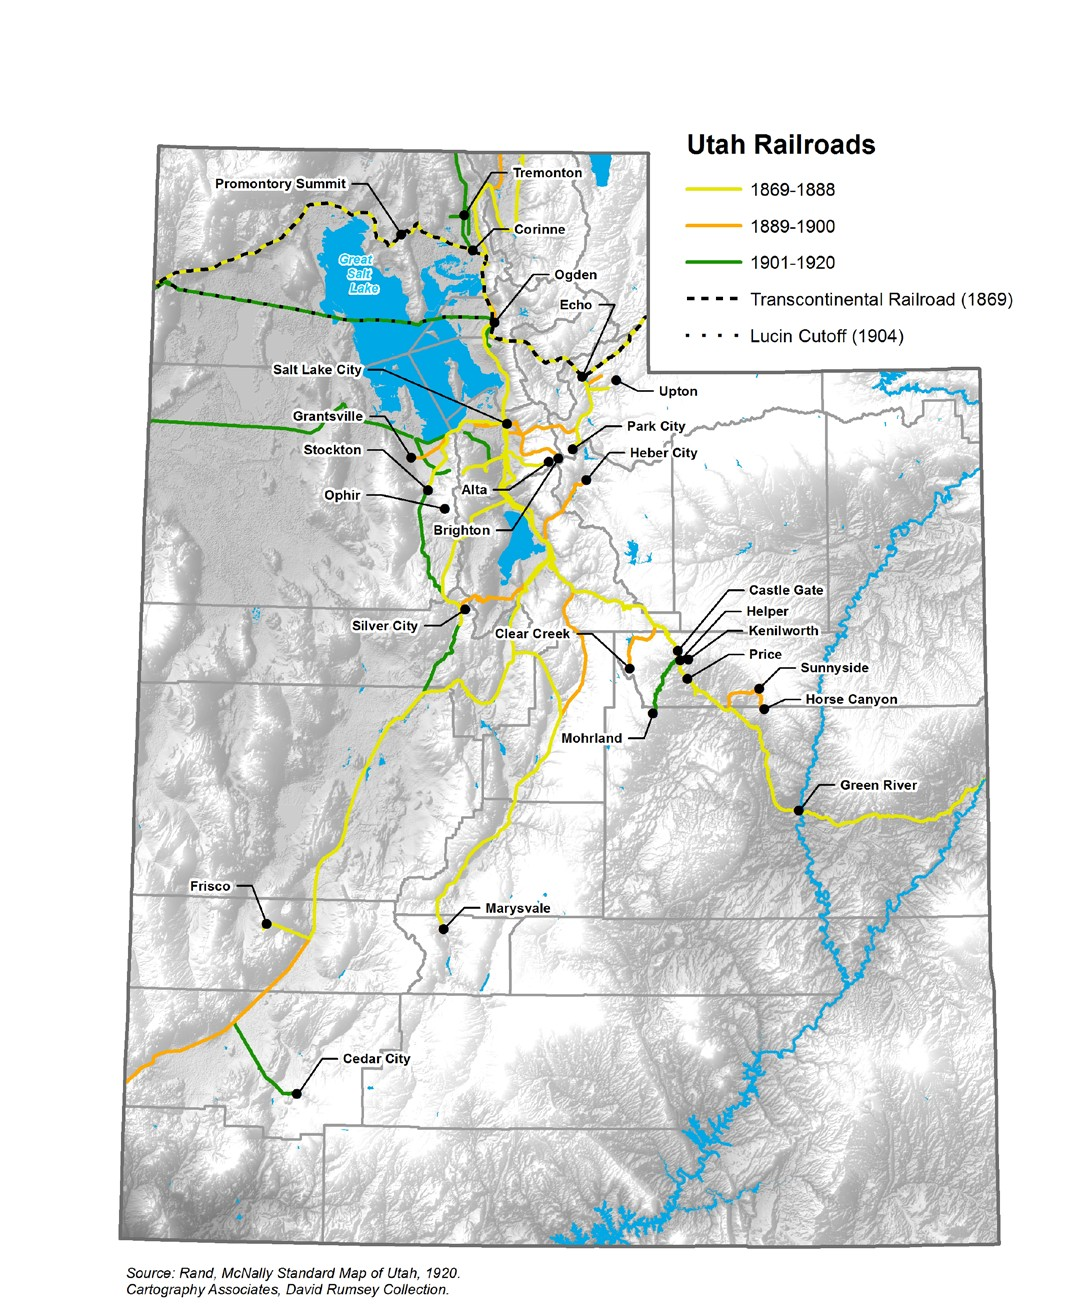 Utah Railroads
1869-1888
1889-1900
1901-1920
Transcontinental Railroad (1869)
Lucin Cutoff (1904)
Tremonton
Promontory Summit
Corinne
Great
Salt
Lake
Ogden
Echo
Salt Lake City
Upton
Grantsville
Park City
Stockton
Heber City
Alta
Ophir
Brighton
Castle Gate
Helper
Silver City
Clear Creek
Kenilworth
Price
Sunnyside
Horse Canyon
Mohrland
Green River
Frisco
Marysvale
Cedar City
Source: Rand, McNally Standard Map of Utah, 1920.
Cartography Associates, David Rumsey Collection.